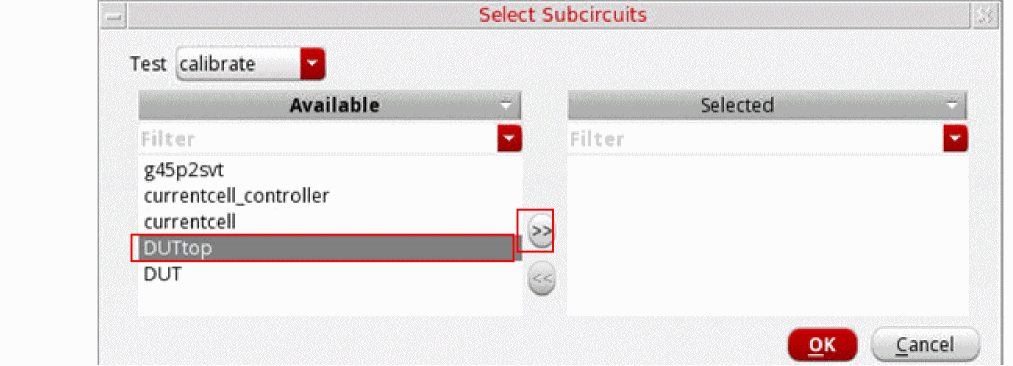 Select Subcircuits
Test calibrate
Available Selected
Filter Filter
g45p2svt
currentcell_controller
currentcell
>>
DUTtop
DUT
<<
OK Cancel